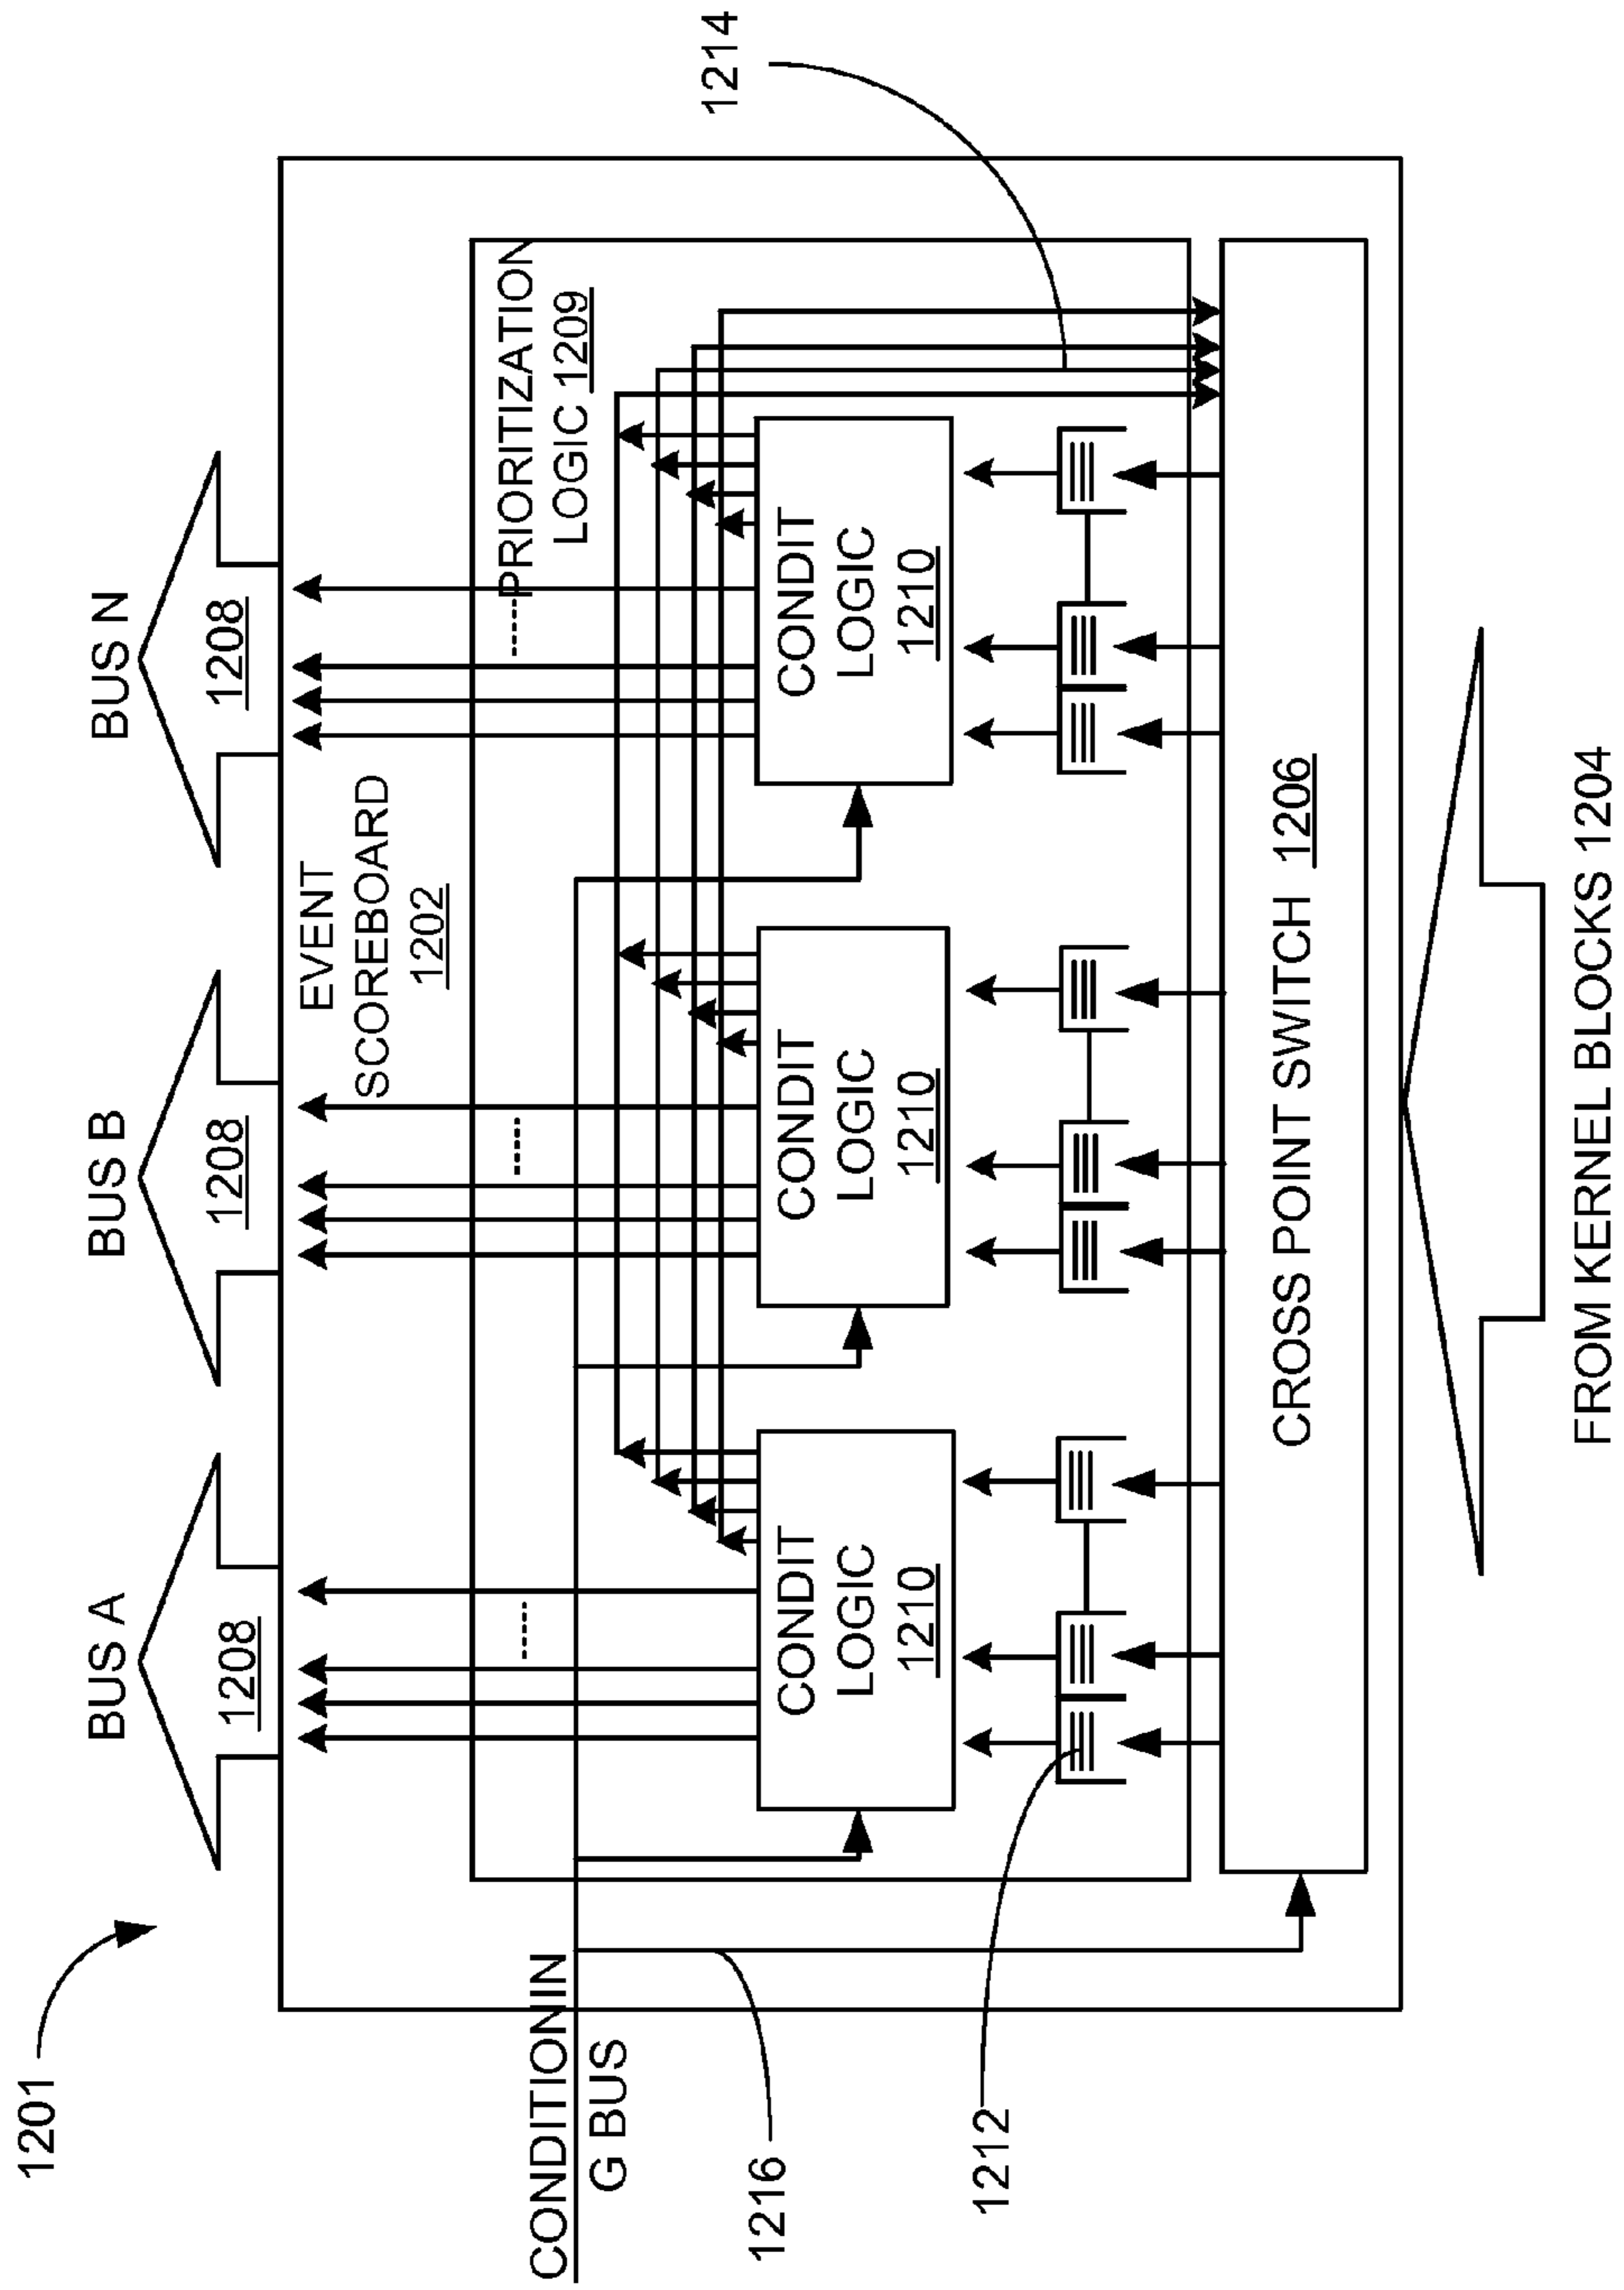 1201
BUS A
BUS B
BUS N
1208
1208
1208
EVENT
SCOREBOARD
1202
PRIORITIZATION
LOGIC 1209
1214
CONDITIONIN
G BUS
1216
CONDIT
LOGIC
1210
CONDIT
LOGIC
1210
CONDIT
LOGIC
1210
1212
CROSS POINT SWITCH 1206
FROM KERNEL BLOCKS 1204